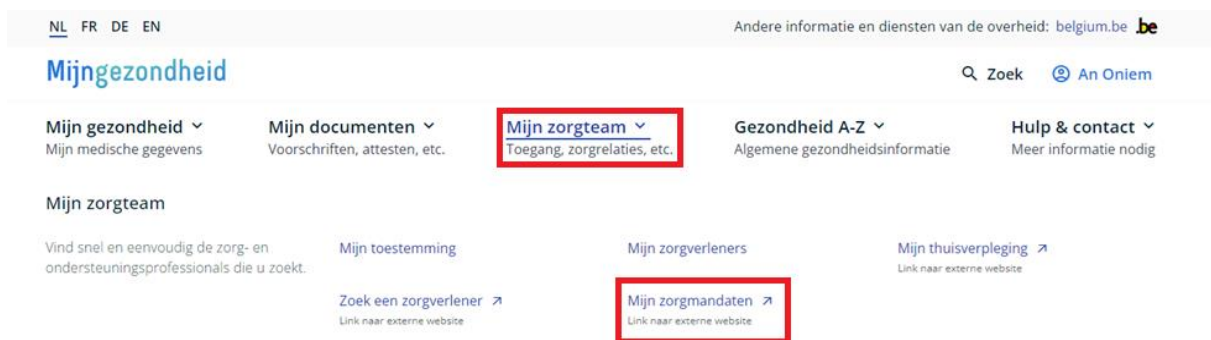 NL FR DE EN
Andere informatie en diensten van de overheid: belgium.be .be
Mijngezondheid
Zoek
An Oniem
Mijn gezondheid
Mijn medische gegevens
Mijn documenten
Voorschriften, attesten, etc.
Mijn zorgteam
Toegang, zorgrelaties, etc.
Gezondheid A-Z
Algemene gezondheidsinformatie
Hulp & contact
Meer informatie nodig
Mijn zorgteam
Vind snel en eenvoudig de zorg- en
ondersteuningsprofessionals die u zoekt.
Mijn toestemming
Mijn zorgverleners
Mijn thuisverpleging
Link naar externe website
Zoek een zorgverlener
Link naar externe website
Mijn zorgmandaten
Link naar externe website